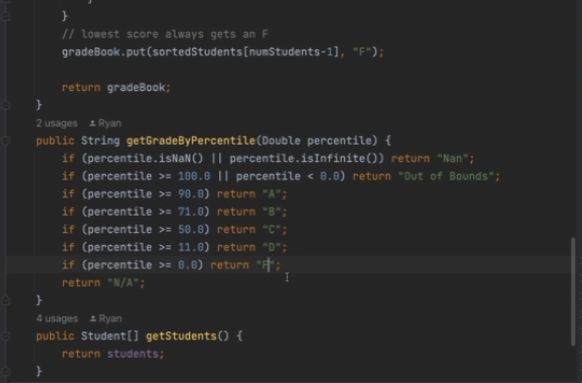 }
// lowest score always gets an F
gradeBook.put(sortedStudents[numStudents-1], "F");
return gradeBook;
}
2 usages Ryan
public String getGradeByPercentile(Double percentile) {
if (percentile.isNaN() || percentile.isInfinite()) return "Nan";
if (percentile >= 100.0 || percentile < 0.0) return "Out of Bounds";
if (percentile >= 90.0) return "A";
if (percentile >= 71.0) return "B";
if (percentile >= 50.0) return "C";
if (percentile >= 11.0) return "D";
if (percentile >= 0.0) return "F";
return "N/A";
}
4 usages Ryan
public Student[] getStudents() {
return students;
}